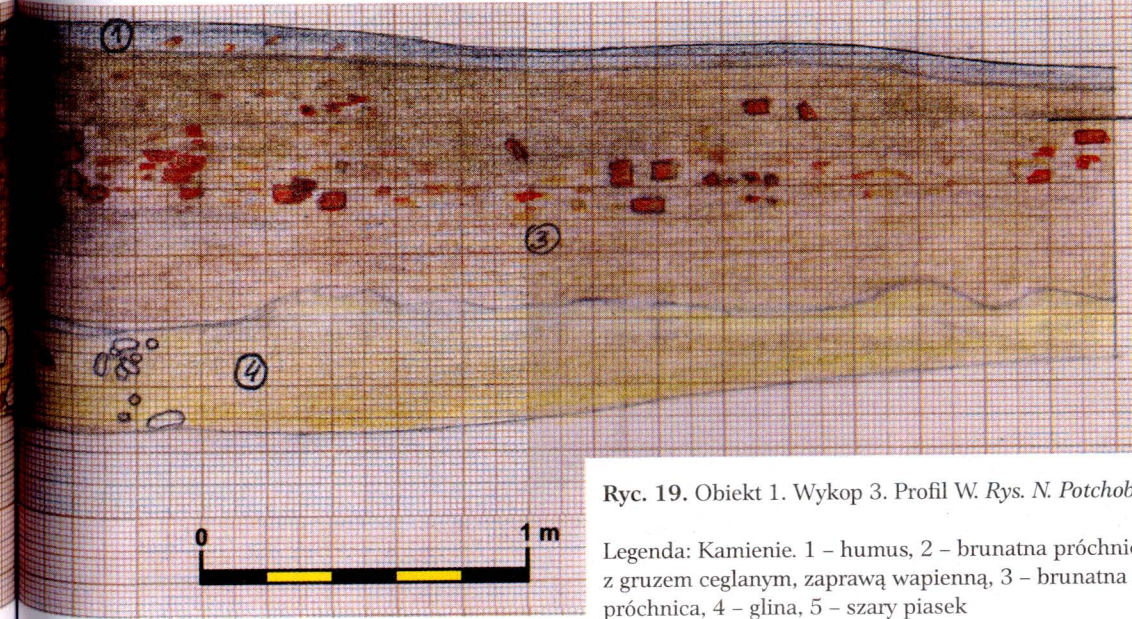 1
3
4
0 1 m
Ryc. 19. Obiekt 1. Wykop 3. Profil W. Rys. N. Potchob
Legenda: Kamienie. 1 – humus, 2 – brunatna próchnic
z gruzem ceglanym, zaprawą wapienną, 3 – brunatna
próchnica, 4 – glina, 5 – szary piasek